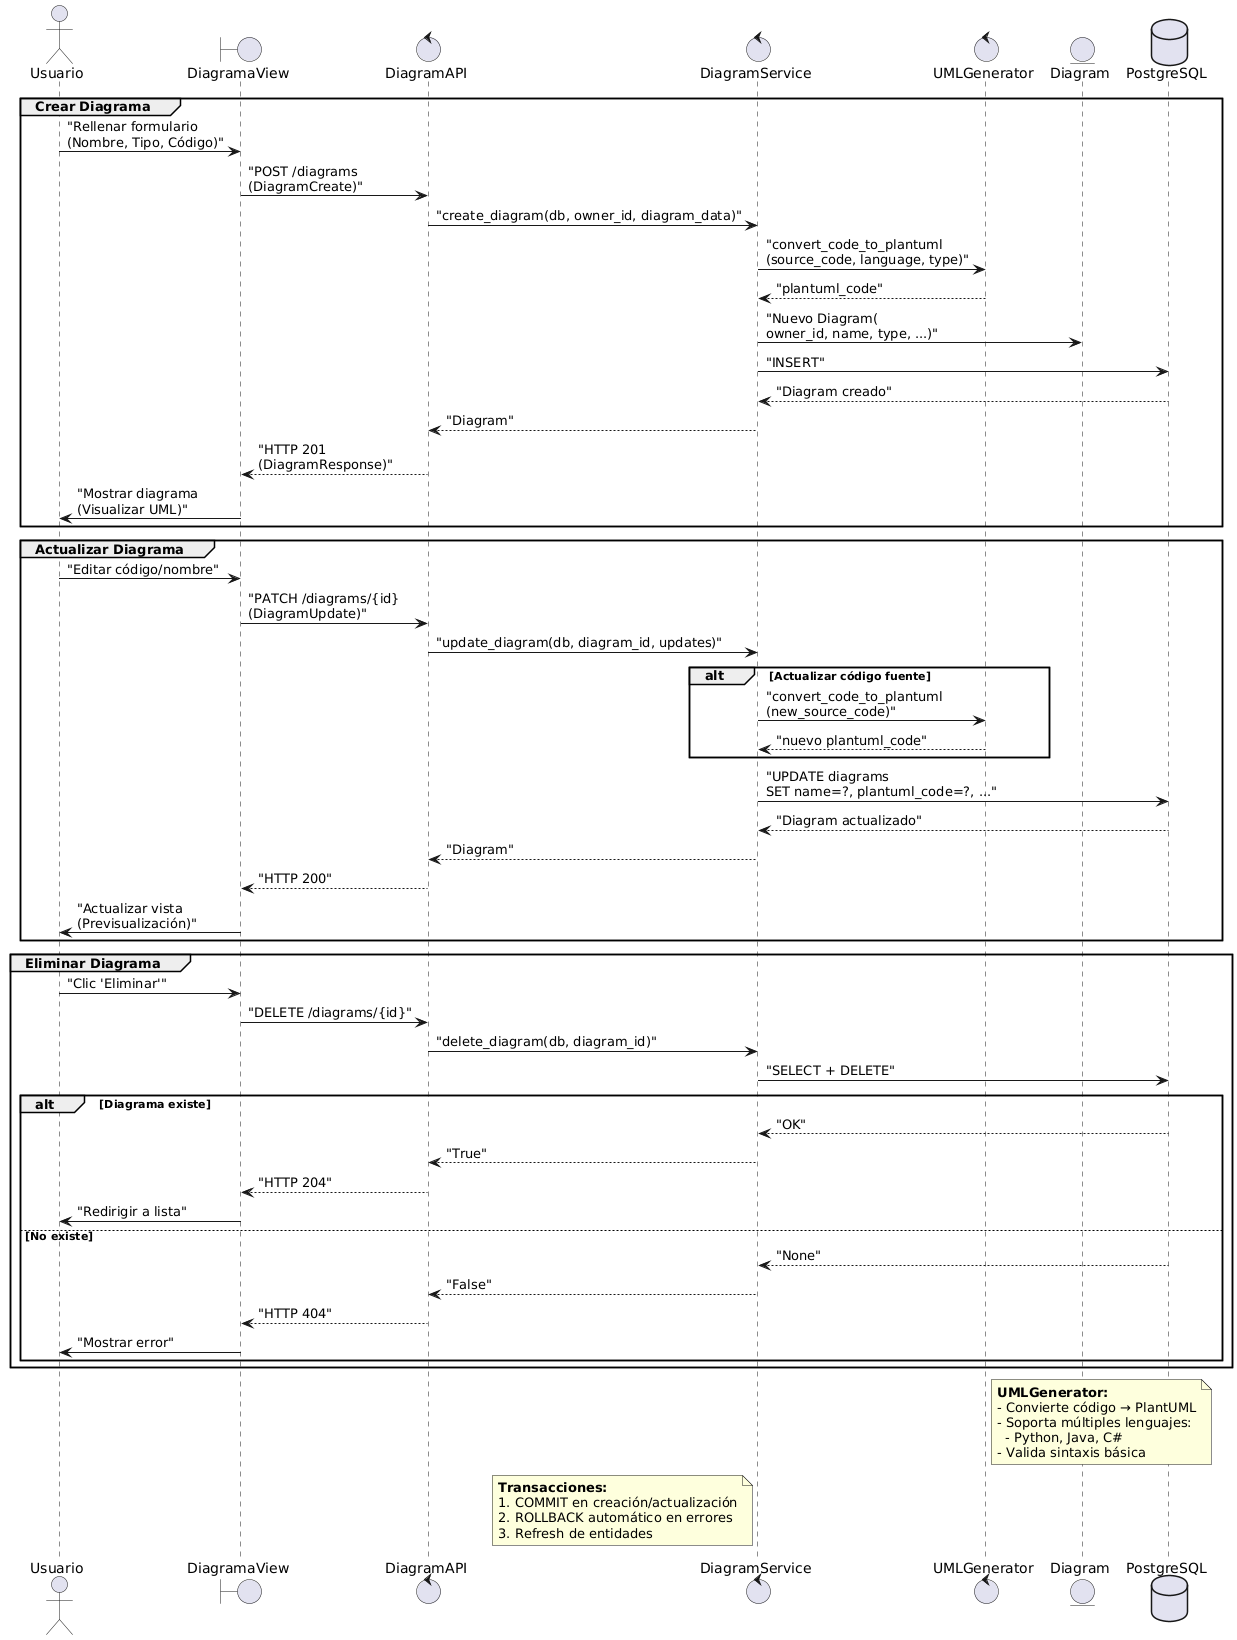 Usuario
DiagramaView
DiagramAPI
DiagramService
UMLGenerator
Diagram
PostgreSQL
Crear Diagrama
"Rellenar formulario
(Nombre, Tipo, Código)"
"POST /diagrams
(DiagramCreate)"
"create_diagram(db, owner_id, diagram_data)"
"convert_code_to_plantuml
(source_code, language, type)"
"plantuml_code"
"Nuevo Diagram(
owner_id, name, type, ...)"
"INSERT"
"Diagram creado"
"Diagram"
"HTTP 201
(DiagramResponse)"
"Mostrar diagrama
(Visualizar UML)"
Actualizar Diagrama
"Editar código/nombre"
"PATCH /diagrams/{id}
(DiagramUpdate)"
"update_diagram(db, diagram_id, updates)"
alt
[Actualizar código fuente]
"convert_code_to_plantuml
(new_source_code)"
"nuevo plantuml_code"
"UPDATE diagrams
SET name=?, plantuml_code=?, ..."
"Diagram actualizado"
"Diagram"
"HTTP 200"
"Actualizar vista
(Previsualización)"
Eliminar Diagrama
"Clic 'Eliminar'"
"DELETE /diagrams/{id}"
"delete_diagram(db, diagram_id)"
"SELECT + DELETE"
alt
[Diagrama existe]
"OK"
"True"
"HTTP 204"
"Redirigir a lista"
[No existe]
"None"
"False"
"HTTP 404"
"Mostrar error"
UMLGenerator:
- Convierte código → PlantUML
- Soporta múltiples lenguajes:
- Python, Java, C#
- Valida sintaxis básica
Transacciones:
1. COMMIT en creación/actualización
2. ROLLBACK automático en errores
3. Refresh de entidades
Usuario
DiagramaView
DiagramAPI
DiagramService
UMLGenerator
Diagram
PostgreSQL